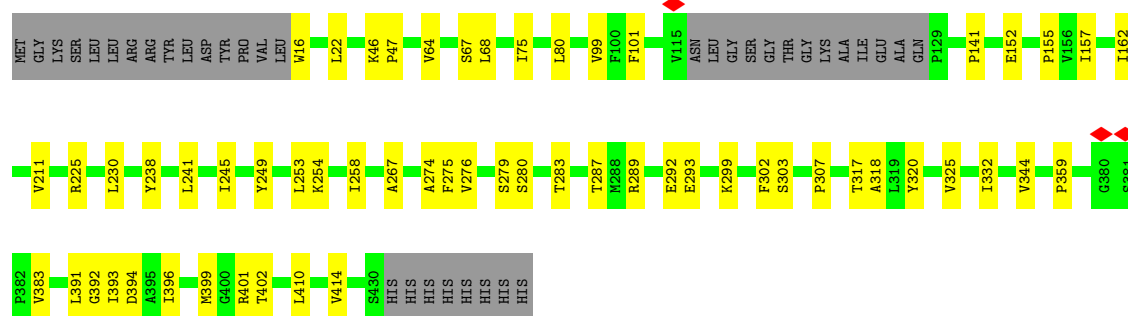 MET GLY LYS SER LEU LEU ARG ARG TYR LEU ASP TYR PRO VAL LEU W16 L22 K46 P47 V64 S67 L68 I75 L80 V99 F100 F101 V115 ASN LEU GLY SER GLY THR GLY LYS ALA ILE GLU ALA GLN P129 P141 E152 P155 V156 I157 I162
V211 R225 L230 Y238 L241 I245 Y249 L253 K254 I258 A267 A274 F275 V276 S279 S280 T283 T287 M288 R289 E292 E293 K299 F302 S303 P307 T317 A318 L319 Y320 V325 I332 V344 P359 G380 S381
P382 V383 L391 G392 I393 D394 A395 I396 M399 G400 R401 T402 L410 V414 S430 HIS HIS HIS HIS HIS HIS HIS HIS